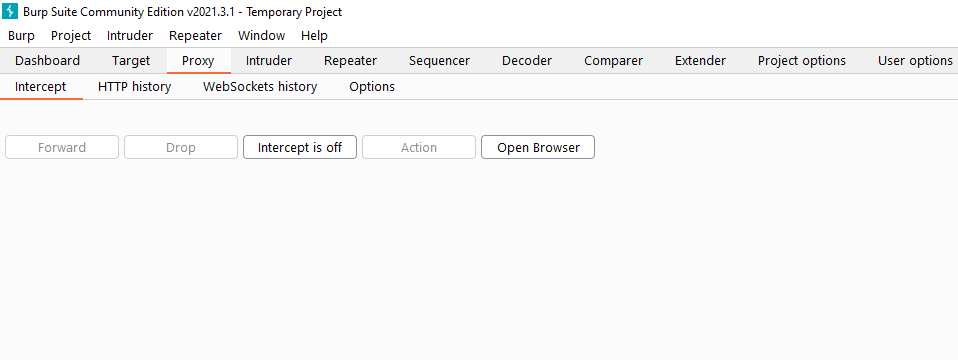 Burp Suite Community Edition v2021.3.1 - Temporary Project
Burp Project Intruder Repeater Window Help
Dashboard Target Proxy Intruder Repeater Sequencer Decoder Comparer Extender Project options User options
Intercept HTTP history WebSockets history Options
Forward Drop Intercept is off Action Open Browser